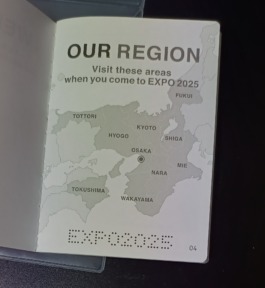 OUR REGION
Visit these areas
when you come to EXPO 2025
FUKUI
TOTTORI
KYOTO
HYOGO
SHIGA
OSAKA
MIE
NARA
TOKUSHIMA
WAKAYAMA
EXPO2025
04